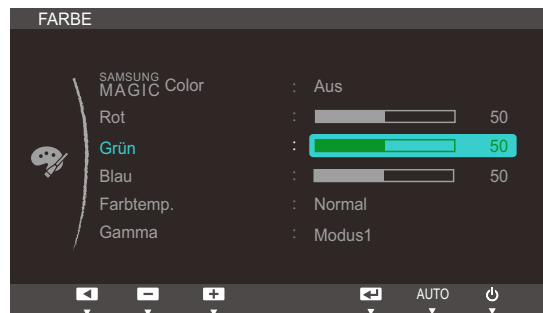 FARBE
SAMSUNG MAGIC Color : Aus
Rot : 50
Grün : 50
Blau : 50
Farbtemp. : Normal
Gamma : Modus1
AUTO